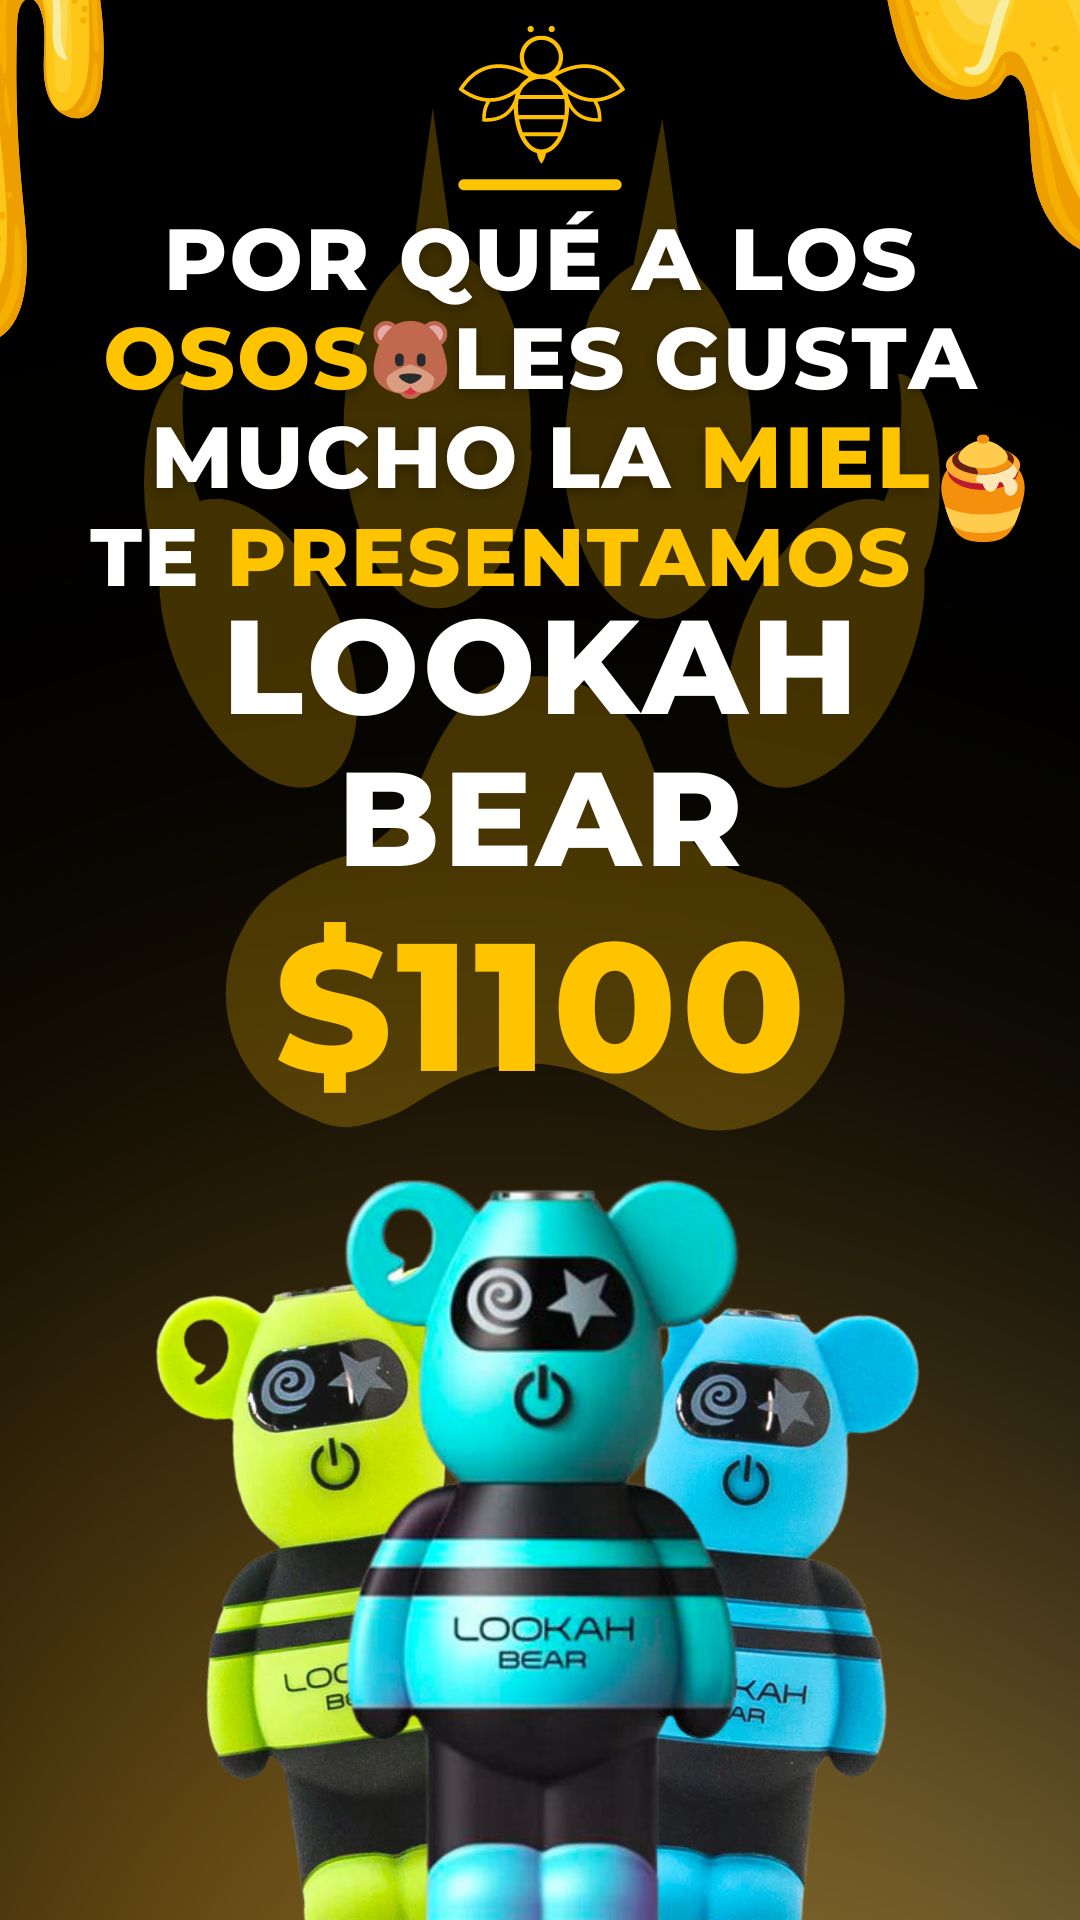 POR QUÉ A LOS
OSOS🐻LES GUSTA
MUCHO LA MIEL🍯
TE PRESENTAMOS
LOOKAH
BEAR
$1100
LOOKAH
BEAR